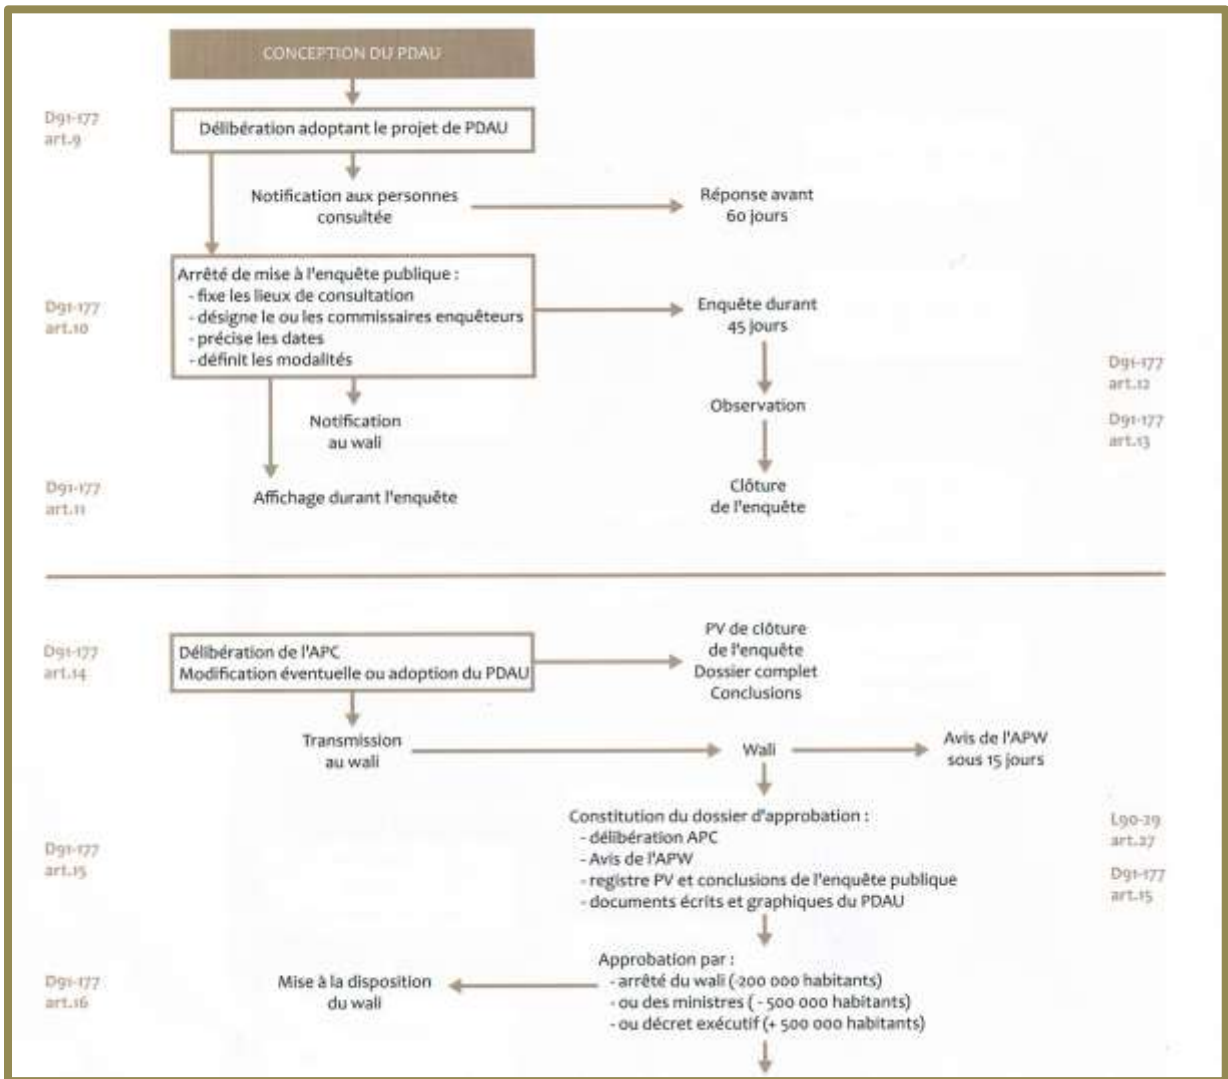 CONCEPTION DU PDAU
D91-177
art.9
Délibération adoptant le projet de PDAU
Notification aux personnes
consultée
Réponse avant
60 jours
D91-177
art.10
Arrêté de mise à l'enquête publique :
- fixe les lieux de consultation
- désigne le ou les commissaires enquêteurs
- précise les dates
- définit les modalités
Enquête durant
45 jours
D91-177
art.12
Notification
au wali
Observation
D91-177
art.13
D91-177
art.11
Affichage durant l'enquête
Clôture
de l'enquête
D91-177
art.14
Délibération de l'APC
Modification éventuelle ou adoption du PDAU
PV de clôture
de l'enquête
Dossier complet
Conclusions
Transmission
au wali
Wali
Avis de l'APW
sous 15 jours
D91-177
art.15
Constitution du dossier d'approbation :
- délibération APC
- Avis de l'APW
- registre PV et conclusions de l'enquête publique
- documents écrits et graphiques du PDAU
L90-29
art.27
D91-177
art.15
D91-177
art.16
Mise à la disposition
du wali
Approbation par :
- arrêté du wali (-200 000 habitants)
- ou des ministres ( - 500 000 habitants)
- ou décret exécutif (+ 500 000 habitants)